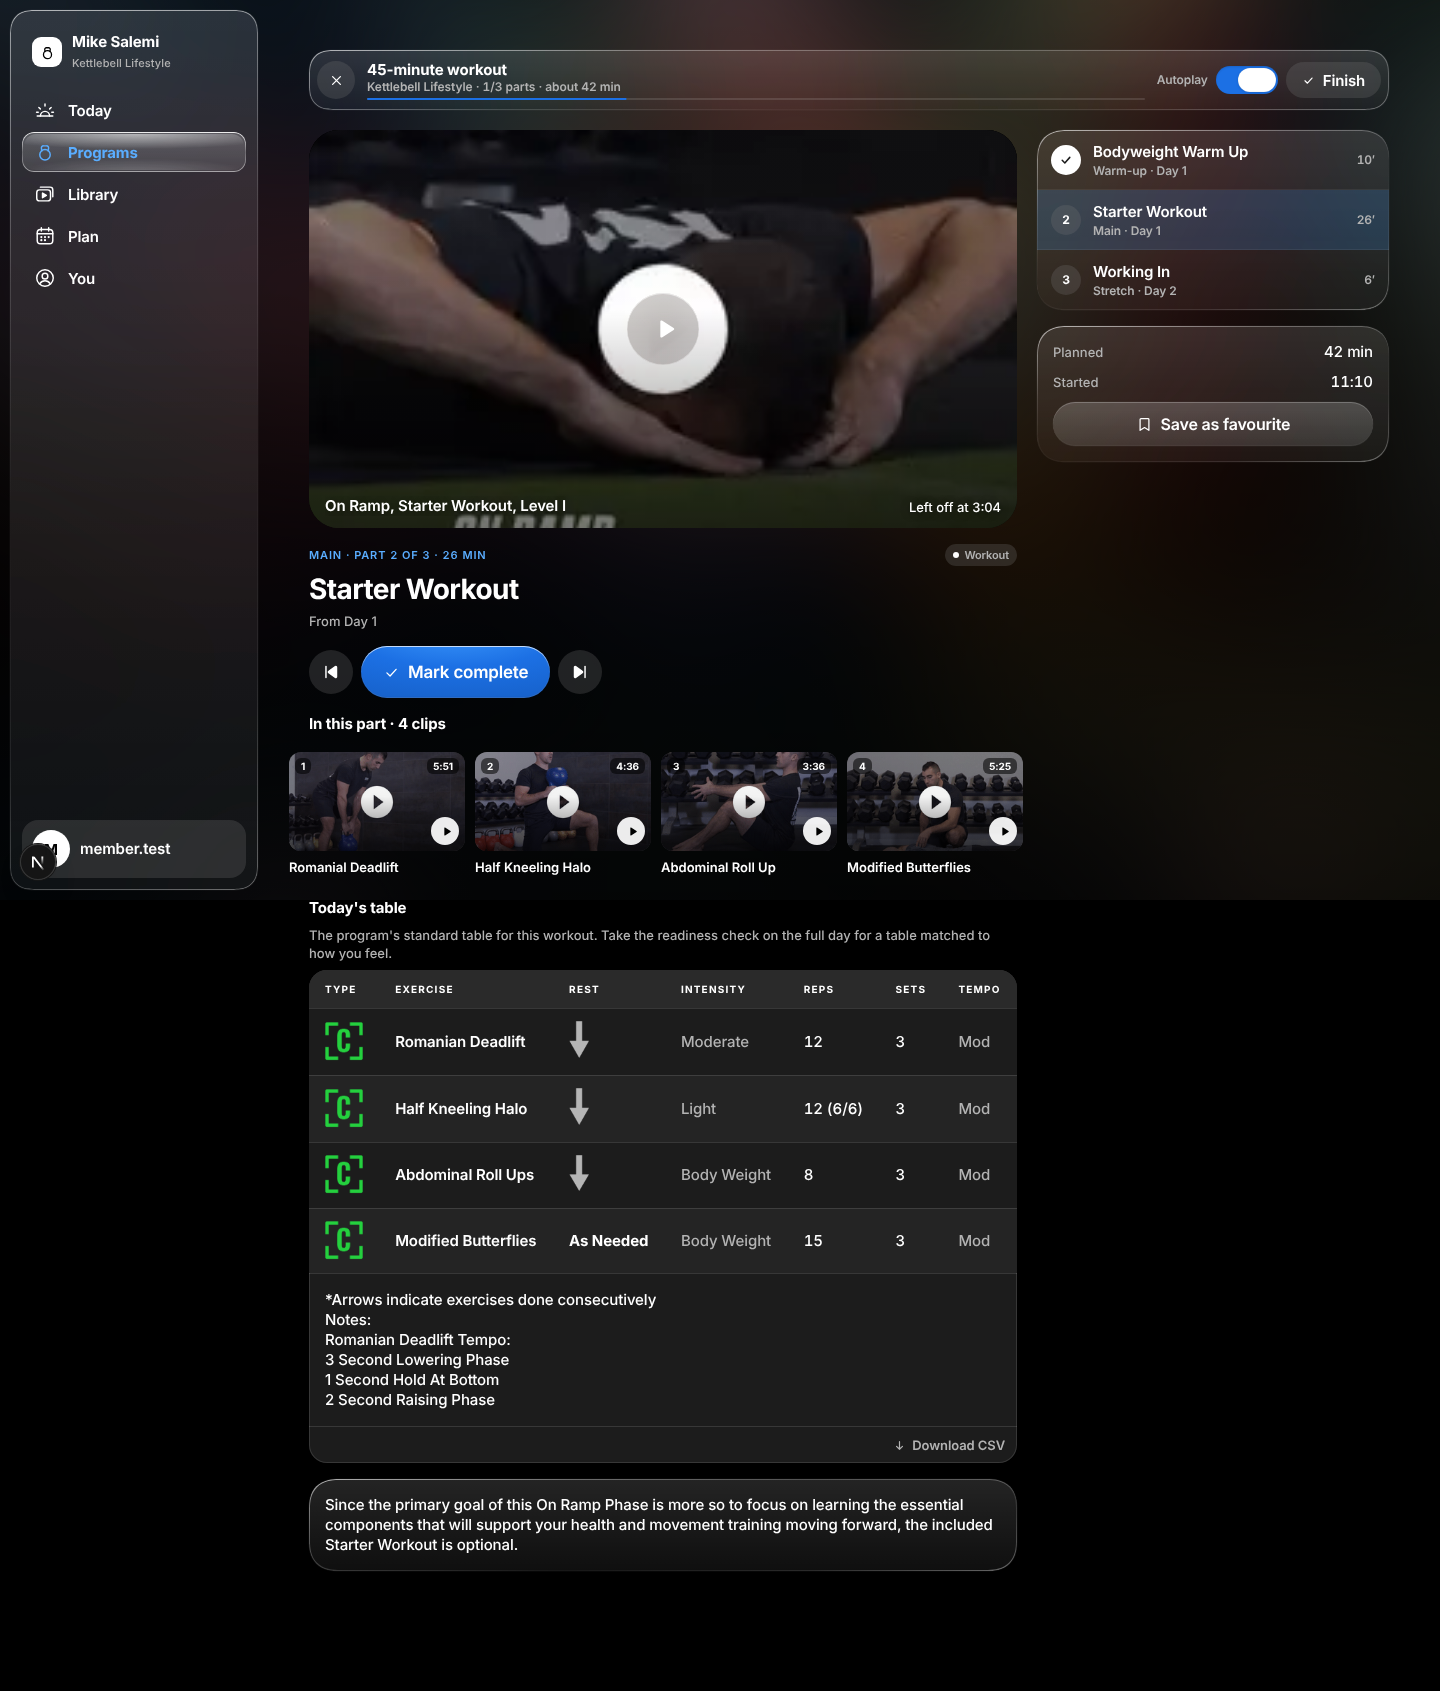 Mike Salemi
Kettlebell Lifestyle
Today
Programs
Library
Plan
You
M
N
member.test
45-minute workout
Kettlebell Lifestyle · 1/3 parts · about 42 min
Autoplay
Finish
On Ramp, Starter Workout, Level I
Left off at 3:04
ON RAMP
MAIN · PART 2 OF 3 · 26 MIN
Workout
Starter Workout
From Day 1
Mark complete
In this part · 4 clips
1 5:51
Romanial Deadlift
2 4:36
Half Kneeling Halo
3 3:36
Abdominal Roll Up
4 5:25
Modified Butterflies
Bodyweight Warm Up
Warm-up · Day 1
10′
2
Starter Workout
Main · Day 1
26′
3
Working In
Stretch · Day 2
6′
Planned 42 min
Started 11:10
Save as favourite
Today's table
The program's standard table for this workout. Take the readiness check on the full day for a table matched to
how you feel.
TYPE EXERCISE REST INTENSITY REPS SETS TEMPO
C Romanian Deadlift Moderate 12 3 Mod
C Half Kneeling Halo Light 12 (6/6) 3 Mod
C Abdominal Roll Ups Body Weight 8 3 Mod
C Modified Butterflies As Needed Body Weight 15 3 Mod
*Arrows indicate exercises done consecutively
Notes:
Romanian Deadlift Tempo:
3 Second Lowering Phase
1 Second Hold At Bottom
2 Second Raising Phase
Download CSV
Since the primary goal of this On Ramp Phase is more so to focus on learning the essential
components that will support your health and movement training moving forward, the included
Starter Workout is optional.